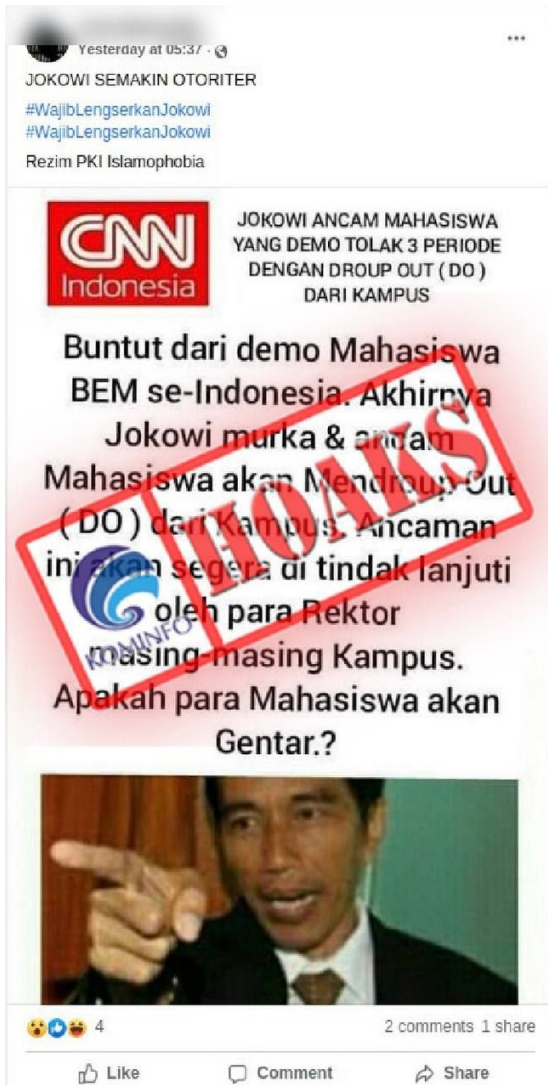 Yesterday at 05:37 ·
JOKOWI SEMAKIN OTORITER
#WajibLengserkanJokowi
#WajibLengserkanJokowi
Rezim PKI Islamophobia
CNN
Indonesia
JOKOWI ANCAM MAHASISWA
YANG DEMO TOLAK 3 PERIODE
DENGAN DROUP OUT ( DO )
DARI KAMPUS
Buntut dari demo Mahasiswa
BEM se-Indonesia. Akhirnya
Jokowi murka & ancam
Mahasiswa akan Mendroup Out
( DO ) dari Kampus. Ancaman
ini akan segera di tindak lanjuti
oleh para Rektor
masing-masing Kampus.
Apakah para Mahasiswa akan
Gentar.?
HOAKS
KOMINFO
4
2 comments 1 share
Like
Comment
Share